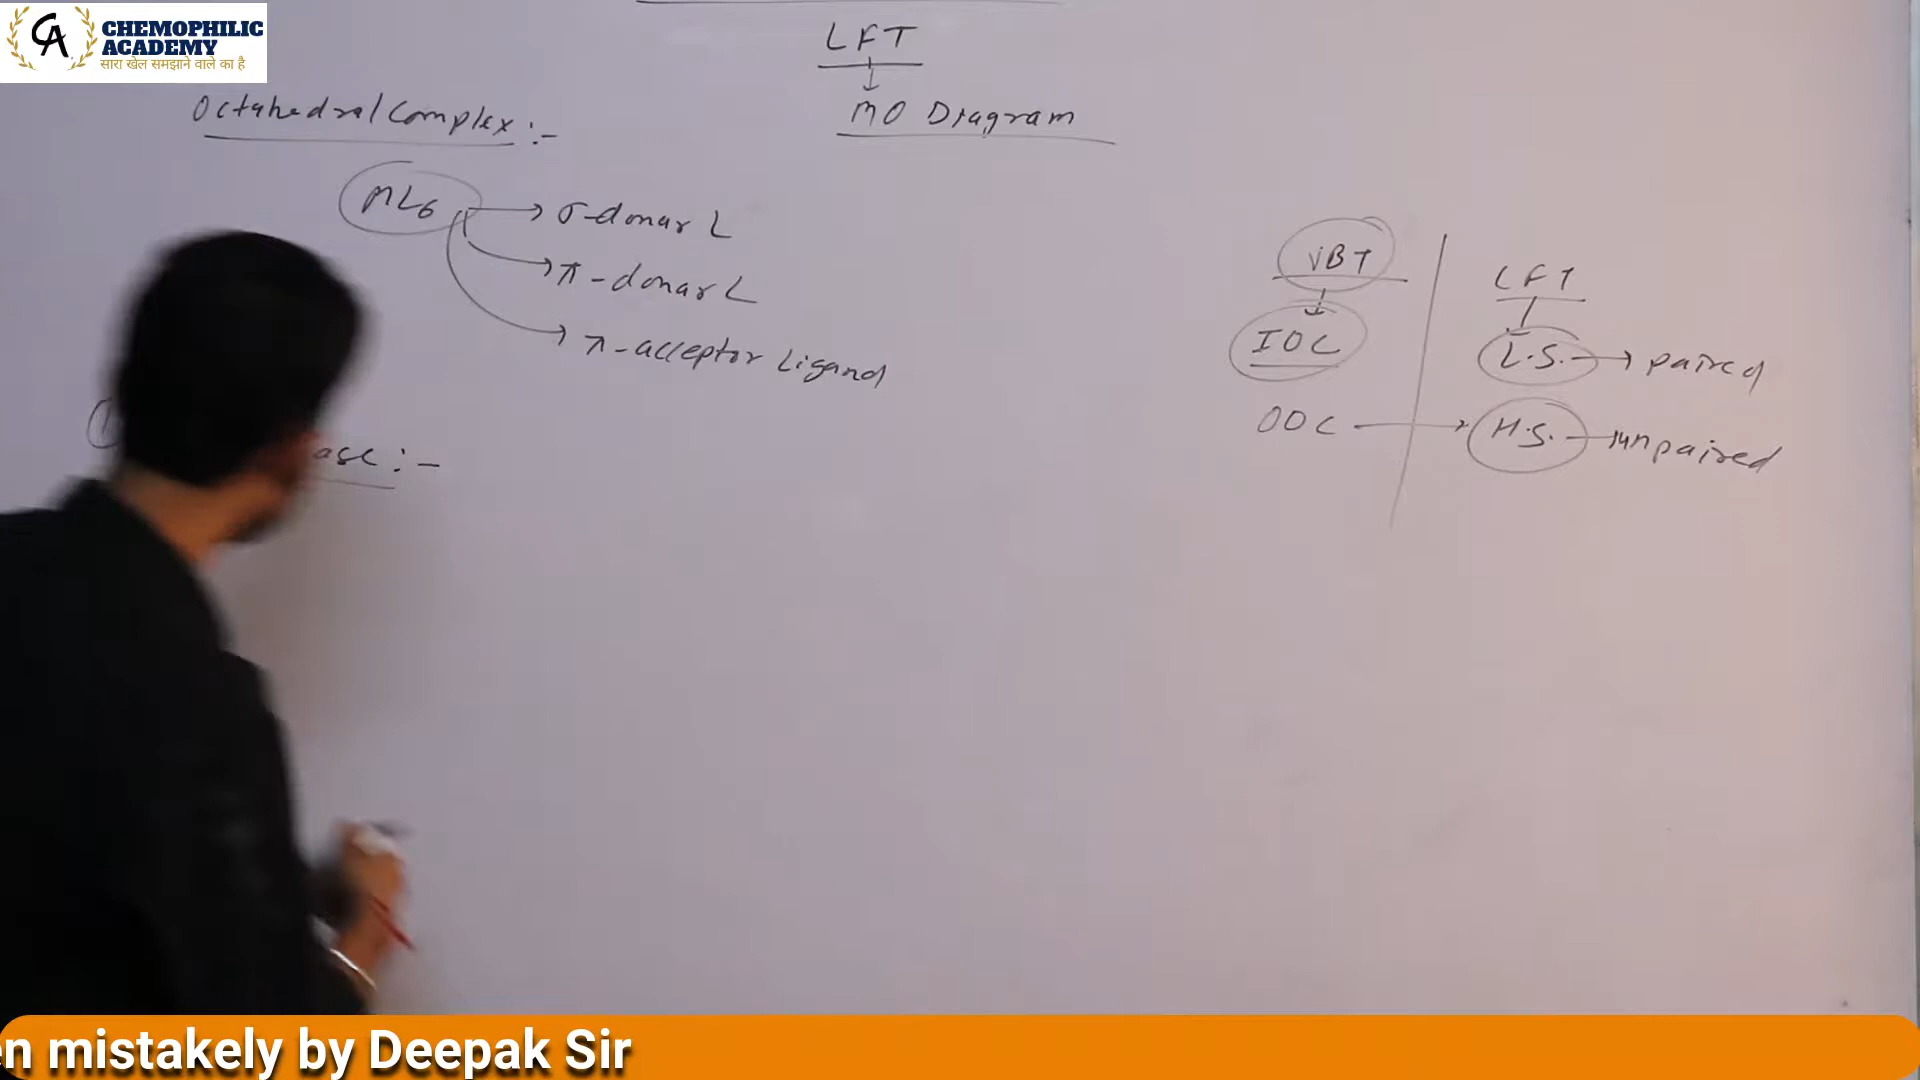 CHEMOPHILIC
ACADEMY
सारा खेल समझाने वाले का है
CA
LFT
MO Diagram
Octahedral Complex :-
ML6
σ-donar L
π-donar L
π-acceptor Ligand
VBT
IOC
OOC
LFT
L.S. → paired
H.S. → unpaired
:-
mistakely by Deepak Sir